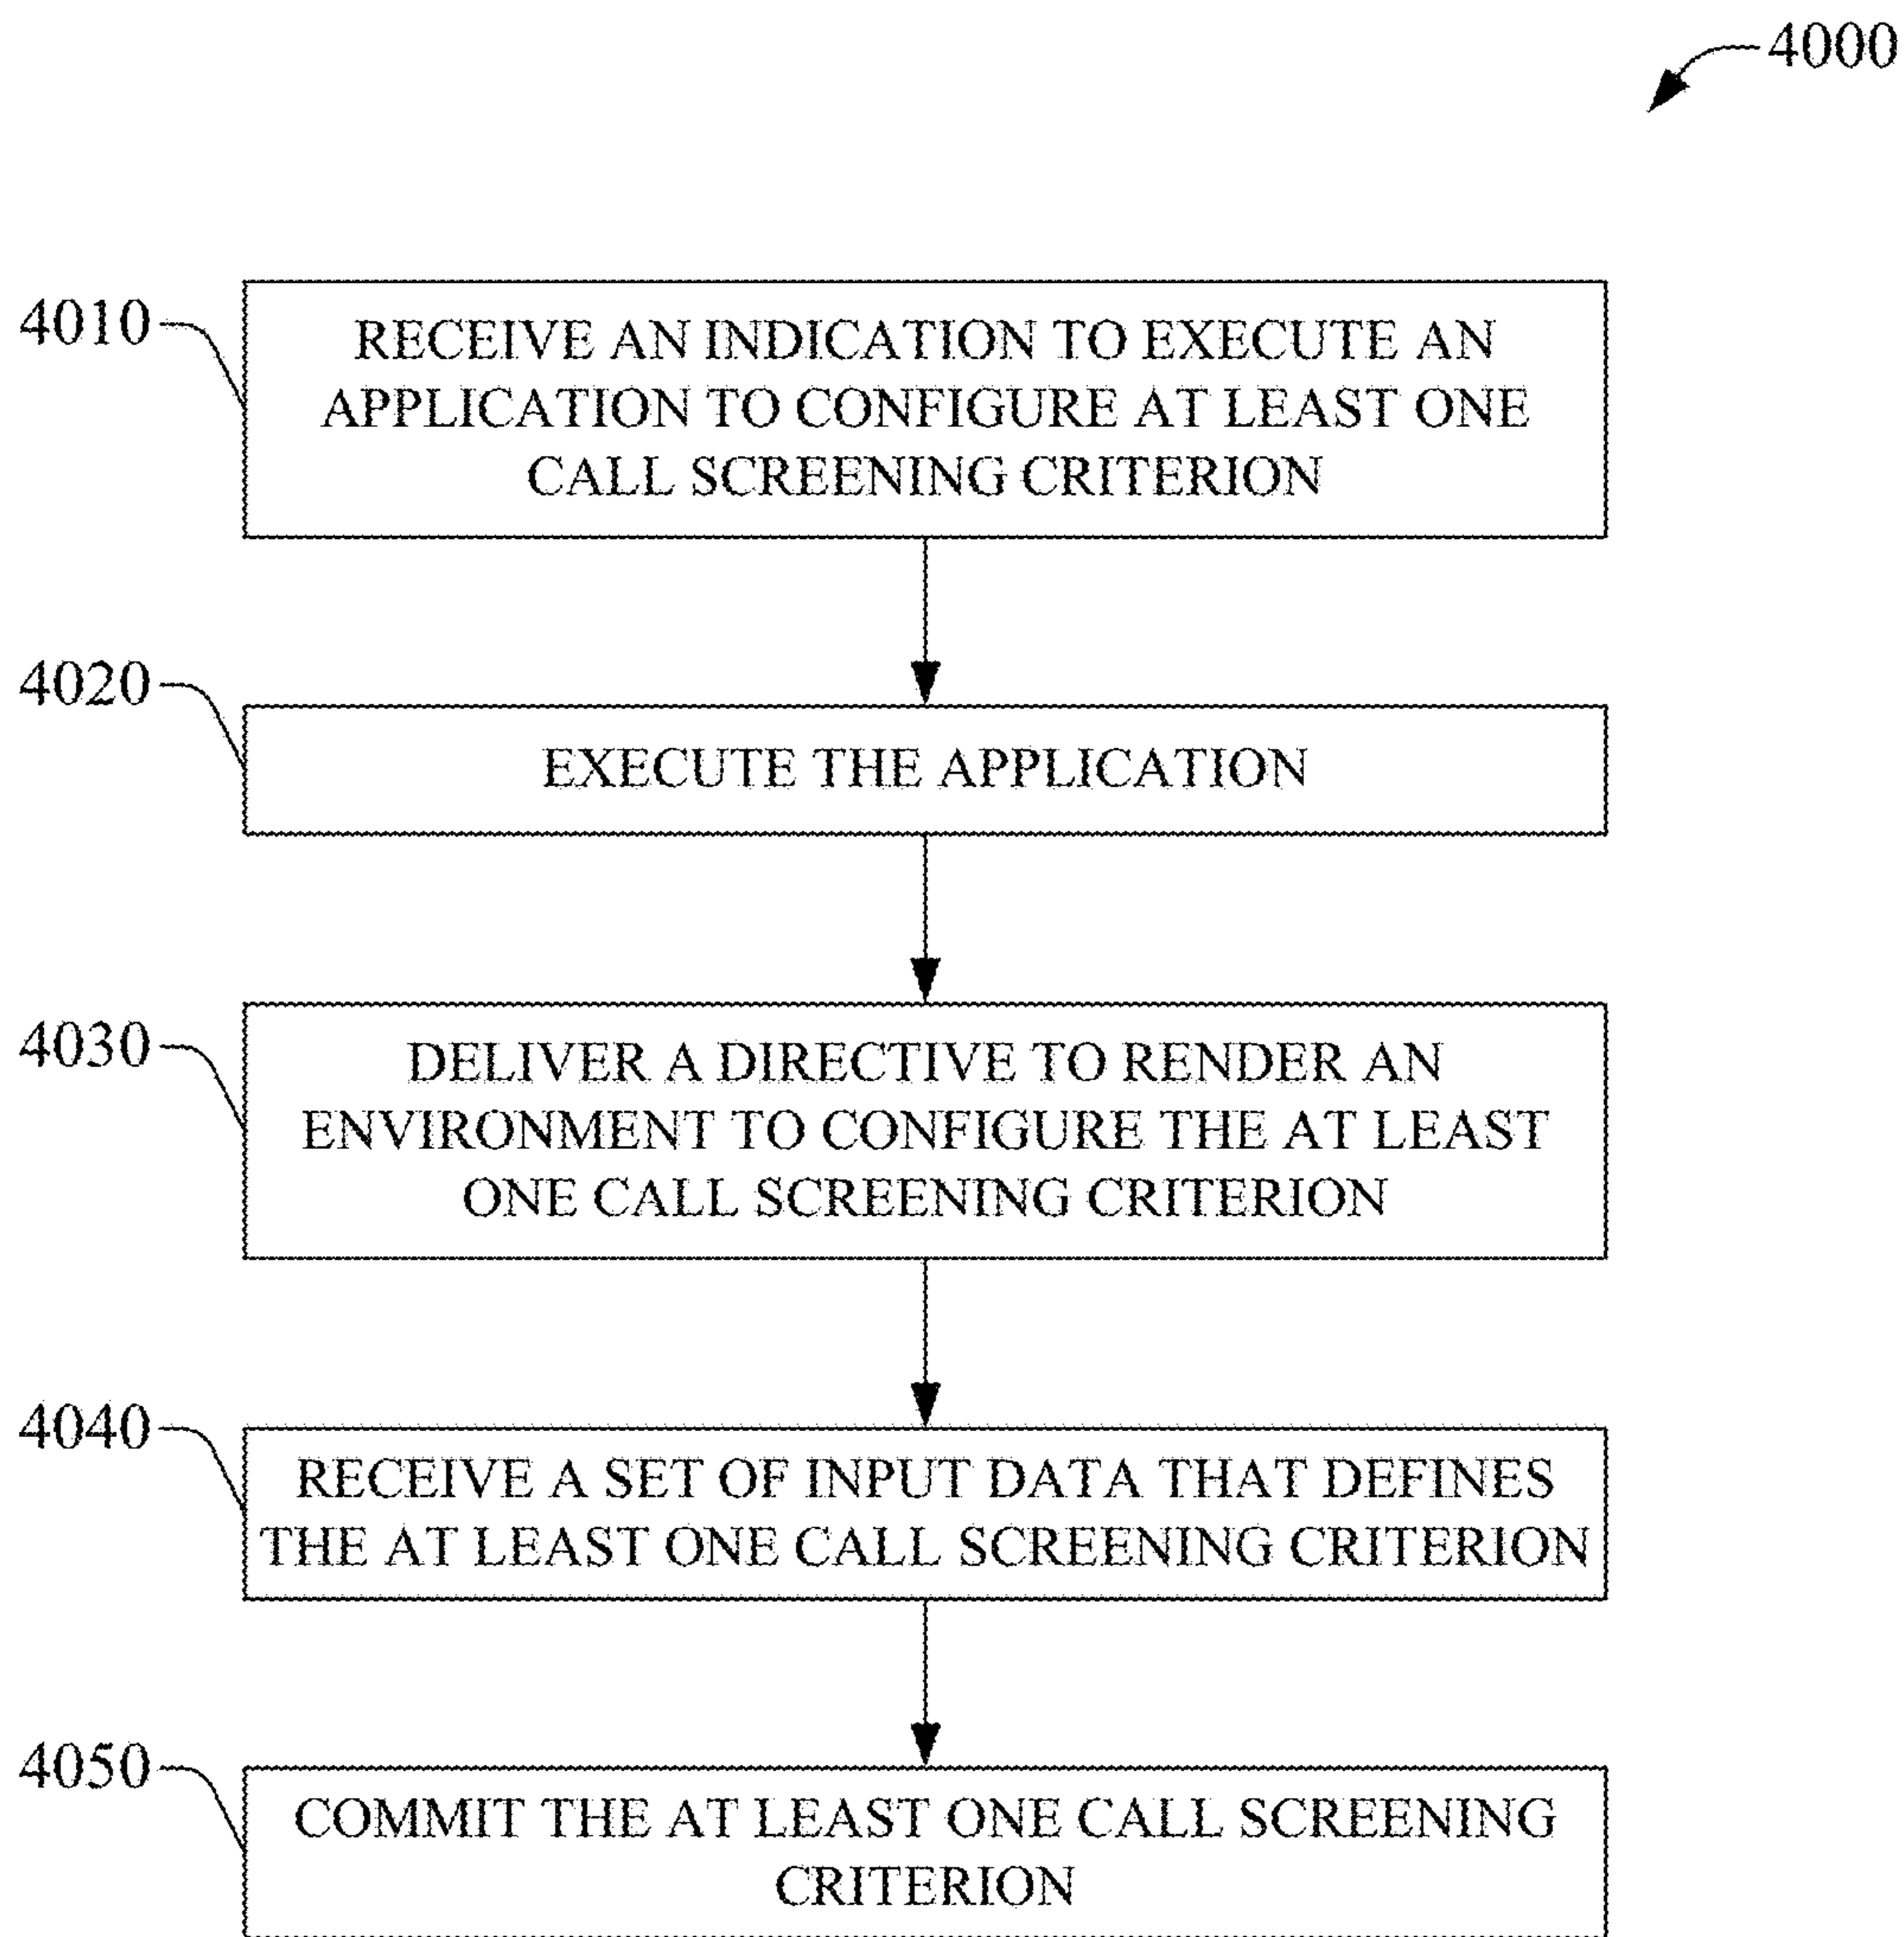 4000
4010
RECEIVE AN INDICATION TO EXECUTE AN
APPLICATION TO CONFIGURE AT LEAST ONE
CALL SCREENING CRITERION
4020
EXECUTE THE APPLICATION
4030
DELIVER A DIRECTIVE TO RENDER AN
ENVIRONMENT TO CONFIGURE THE AT LEAST
ONE CALL SCREENING CRITERION
4040
RECEIVE A SET OF INPUT DATA THAT DEFINES
THE AT LEAST ONE CALL SCREENING CRITERION
4050
COMMIT THE AT LEAST ONE CALL SCREENING
CRITERION